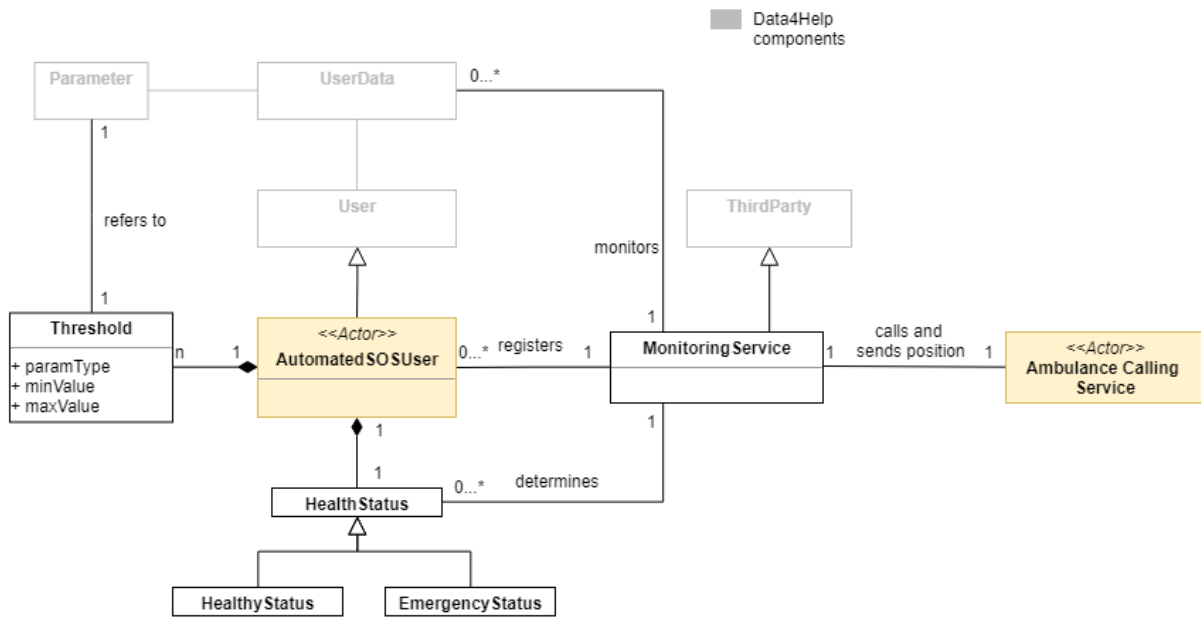 Data4Help
components
Parameter
UserData
0...*
1
User
ThirdParty
refers to
monitors
1
1
Threshold
+ paramType
+ minValue
+ maxValue
n
1
<<Actor>>
AutomatedSOSUser
0...*
registers
1
MonitoringService
1
calls and
sends position
1
<<Actor>>
Ambulance Calling
Service
1
1
1
0...*
determines
HealthStatus
HealthyStatus
EmergencyStatus